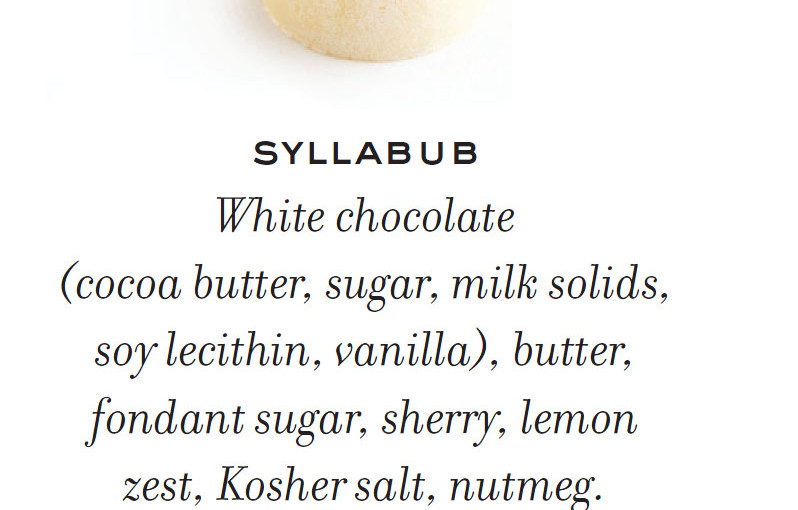 SYLLABUB
White chocolate
(cocoa butter, sugar, milk solids,
soy lecithin, vanilla), butter,
fondant sugar, sherry, lemon
zest, Kosher salt, nutmeg.